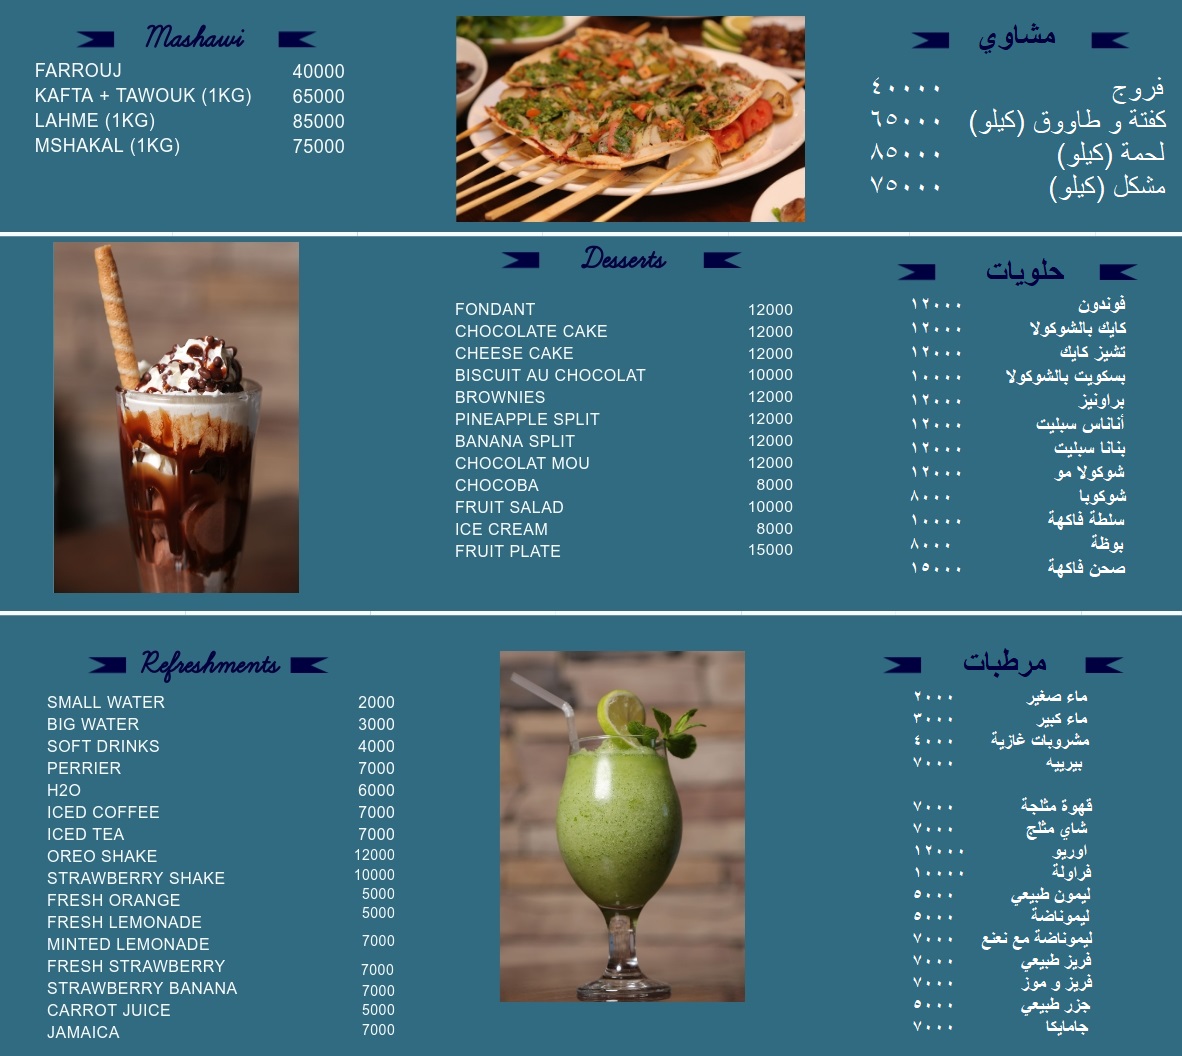 Mashawi
FARROUJ 40000
KAFTA + TAWOUK (1KG) 65000
LAHME (1KG) 85000
MSHAKAL (1KG) 75000
مشاوي
فروج ٤٠٠٠٠
كفتة و طاووق (كيلو) ٦٥٠٠٠
لحمة (كيلو) ٨٥٠٠٠
مشكل (كيلو) ٧٥٠٠٠
Desserts
FONDANT 12000
CHOCOLATE CAKE 12000
CHEESE CAKE 12000
BISCUIT AU CHOCOLAT 10000
BROWNIES 12000
PINEAPPLE SPLIT 12000
BANANA SPLIT 12000
CHOCOLAT MOU 12000
CHOCOBA 8000
FRUIT SALAD 10000
ICE CREAM 8000
FRUIT PLATE 15000
حلويات
فوندون ١٢٠٠٠
كايك بالشوكولا ١٢٠٠٠
تشيز كايك ١٢٠٠٠
بسكويت بالشوكولا ١٠٠٠٠
براونيز ١٢٠٠٠
أناناس سبليت ١٢٠٠٠
بنانا سبليت ١٢٠٠٠
شوكولا مو ١٢٠٠٠
شوكوبا ٨٠٠٠
سلطة فاكهة ١٠٠٠٠
بوظة ٨٠٠٠
صحن فاكهة ١٥٠٠٠
Refreshments
SMALL WATER 2000
BIG WATER 3000
SOFT DRINKS 4000
PERRIER 7000
H2O 6000
ICED COFFEE 7000
ICED TEA 7000
OREO SHAKE 12000
STRAWBERRY SHAKE 10000
FRESH ORANGE 5000
FRESH LEMONADE 5000
MINTED LEMONADE 7000
FRESH STRAWBERRY 7000
STRAWBERRY BANANA 7000
CARROT JUICE 5000
JAMAICA 7000
مرطبات
ماء صغير ٢٠٠٠
ماء كبير ٣٠٠٠
مشروبات غازية ٤٠٠٠
بيرييه ٧٠٠٠
قهوة مثلجة ٧٠٠٠
شاي مثلج ٧٠٠٠
اوريو ١٢٠٠٠
فراولة ١٠٠٠٠
ليمون طبيعي ٥٠٠٠
ليموناضة ٥٠٠٠
ليموناضة مع نعنع ٧٠٠٠
فريز طبيعي ٧٠٠٠
فريز و موز ٧٠٠٠
جزر طبيعي ٥٠٠٠
جامايكا ٧٠٠٠